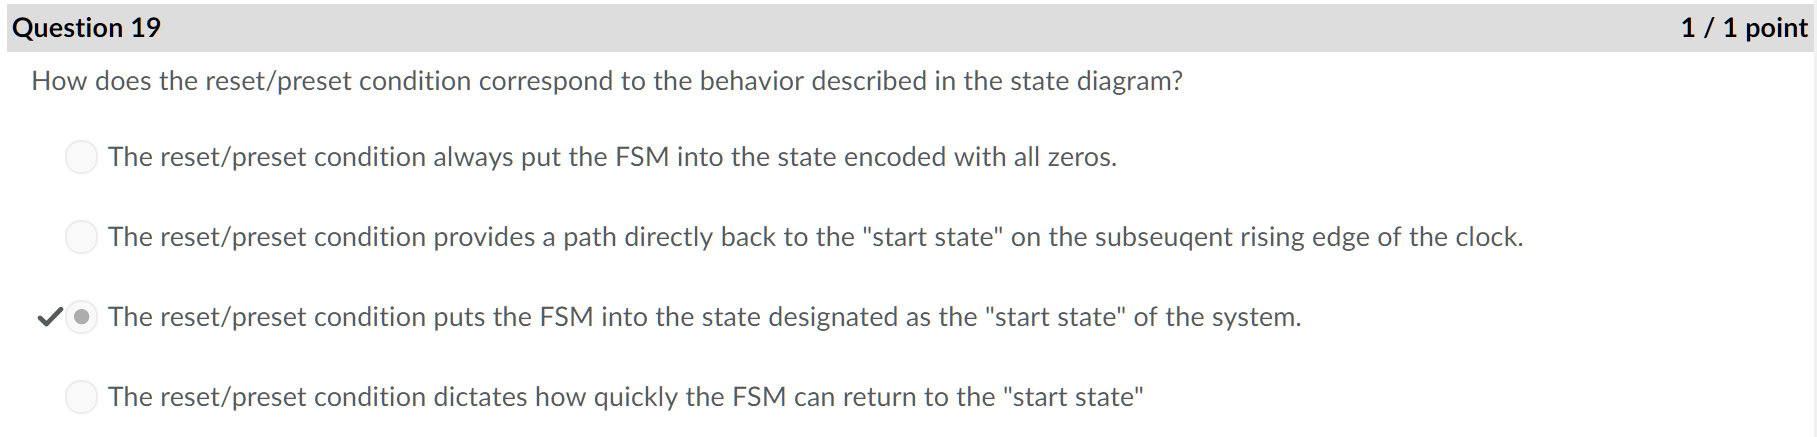 Question 19
1 / 1 point
How does the reset/preset condition correspond to the behavior described in the state diagram?
The reset/preset condition always put the FSM into the state encoded with all zeros.
The reset/preset condition provides a path directly back to the "start state" on the subseuqent rising edge of the clock.
The reset/preset condition puts the FSM into the state designated as the "start state" of the system.
The reset/preset condition dictates how quickly the FSM can return to the "start state"